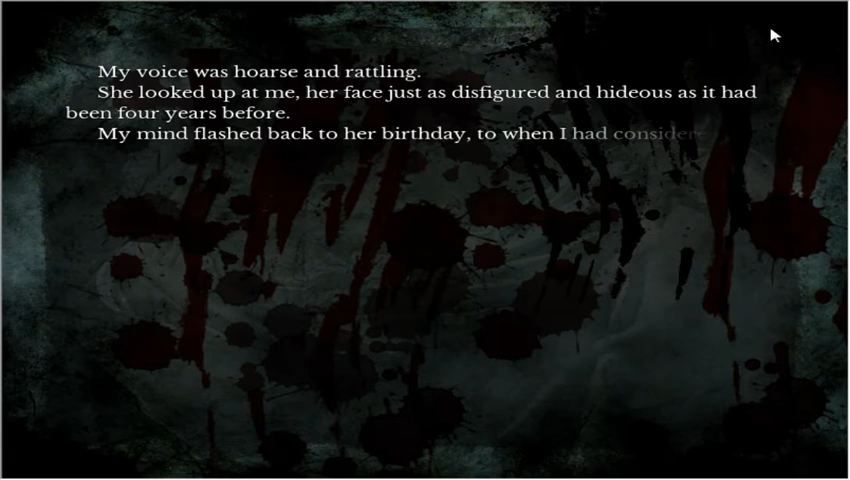 My voice was hoarse and rattling.
She looked up at me, her face just as disfigured and hideous as it had
been four years before.
My mind flashed back to her birthday, to when I had consider